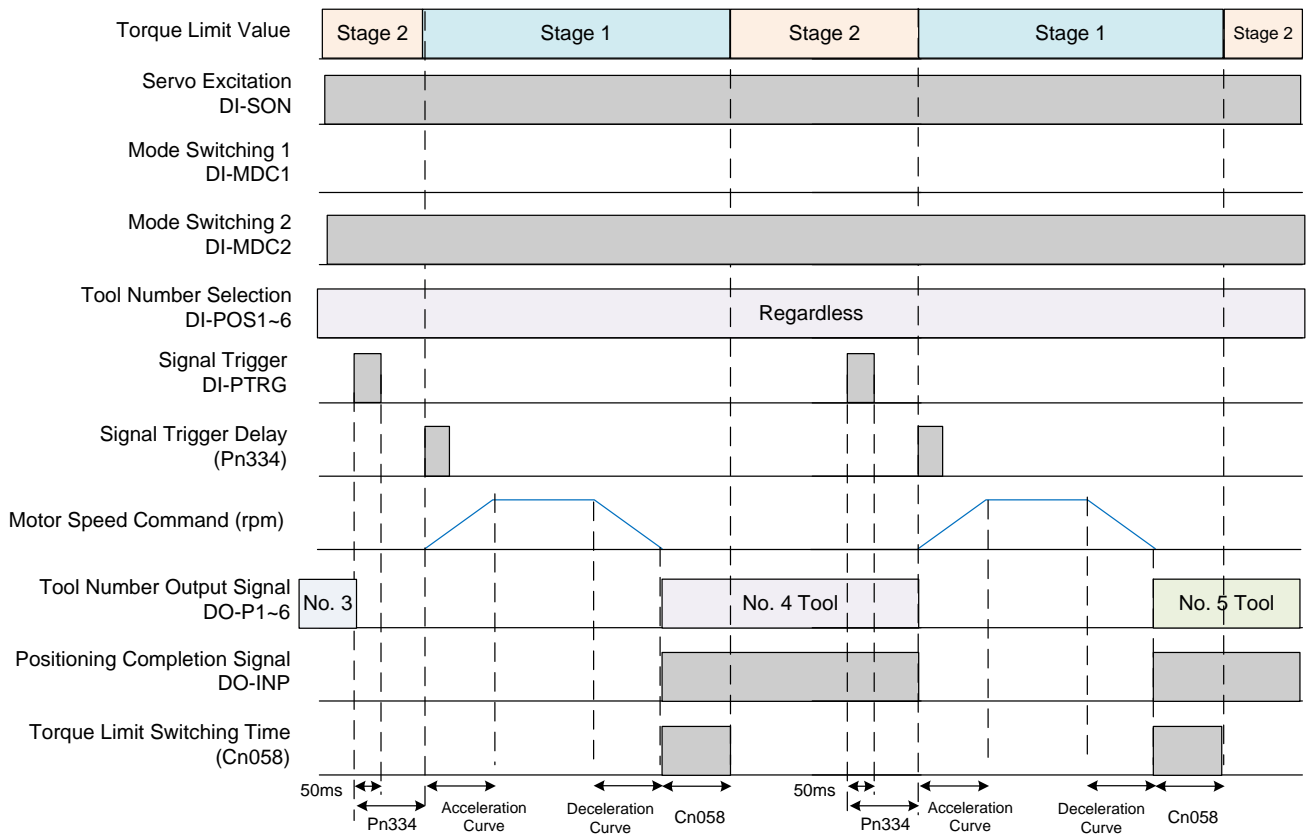 Torque Limit Value
Stage 2
Stage 1
Stage 2
Stage 1
Stage 2
Servo Excitation
DI-SON
Mode Switching 1
DI-MDC1
Mode Switching 2
DI-MDC2
Tool Number Selection
DI-POS1~6
Regardless
Signal Trigger
DI-PTRG
Signal Trigger Delay
(Pn334)
Motor Speed Command (rpm)
Tool Number Output Signal
DO-P1~6
No. 3
No. 4 Tool
No. 5 Tool
Positioning Completion Signal
DO-INP
Torque Limit Switching Time
(Cn058)
50ms
Pn334
Acceleration
Curve
Deceleration
Curve
Cn058
50ms
Pn334
Acceleration
Curve
Deceleration
Curve
Cn058